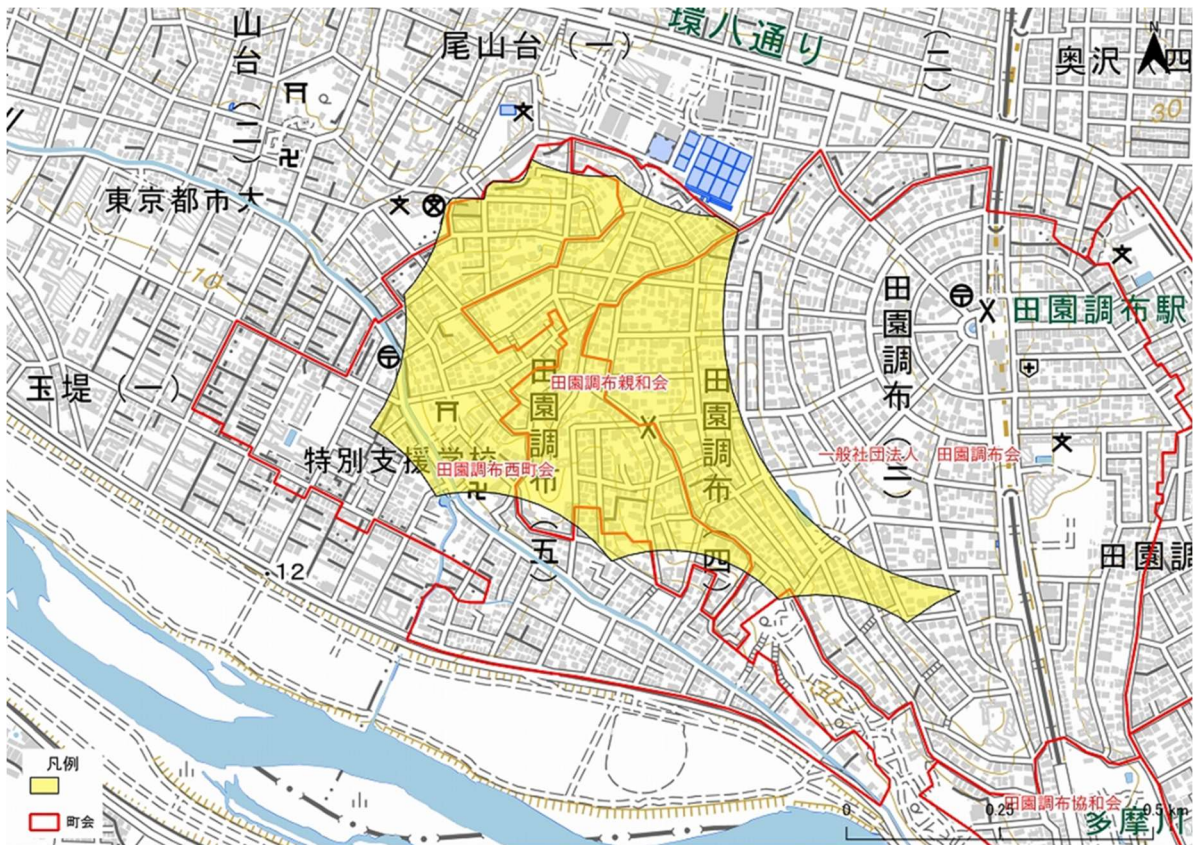 環八通り
尾山台（一）
山台（二）
（二）
奥沢（四
N
30
東京都市大
10
田園調布駅
田園調布（三）
玉堤（一）
田園調布親和会
田園調布（五）
田園調布（四）
一般社団法人　田園調布会
特別支援学校
田園調布西町会
田園調
・12
30
凡例
町会
田園調布協和会
0
0.25
0.5 km
多摩川